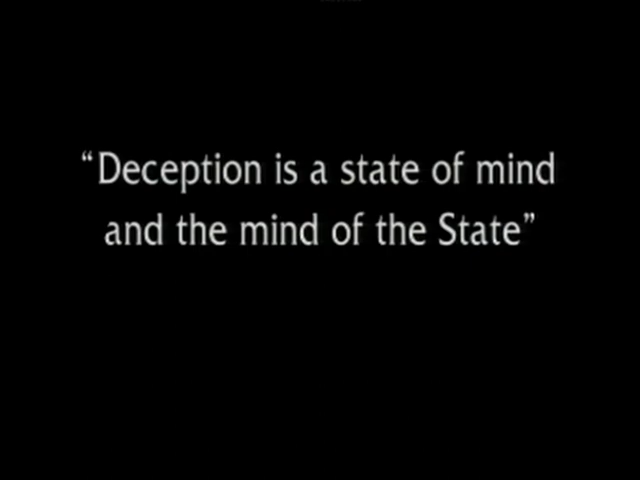 “Deception is a state of mind
and the mind of the State”